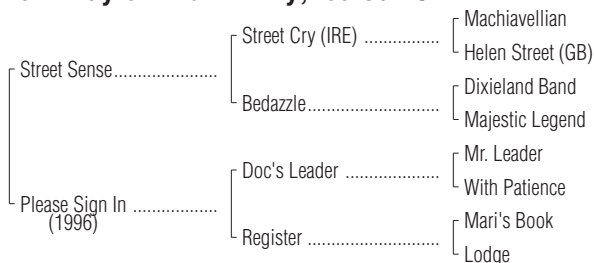 Machiavellian
Street Cry (IRE) ..................
Helen Street (GB)
Street Sense.........................
Dixieland Band
Bedazzle................................
Majestic Legend
Mr. Leader
Doc's Leader .......................
With Patience
Please Sign In ....................
(1996)
Mari's Book
Register ................................
Lodge